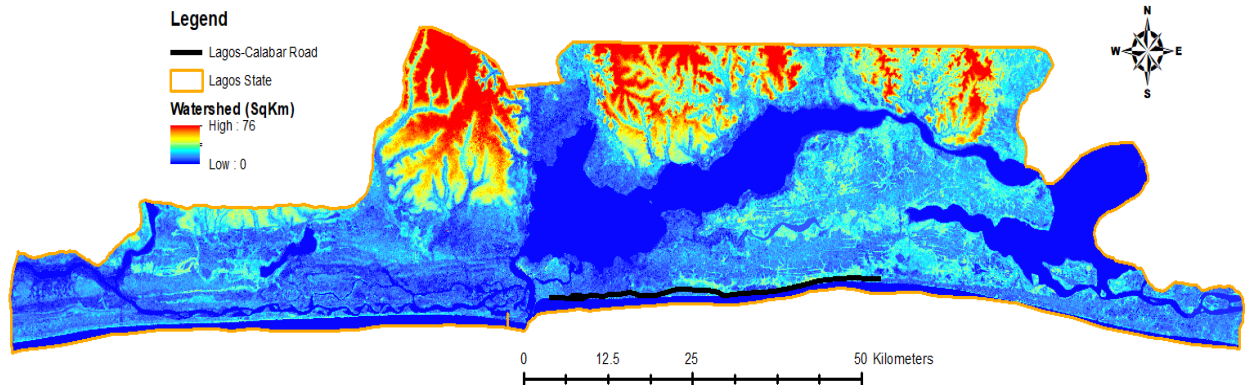 Legend
Lagos-Calabar Road
Lagos State
Watershed (SqKm)
High : 76
Low : 0
N
W E
S
0 12.5 25 50 Kilometers